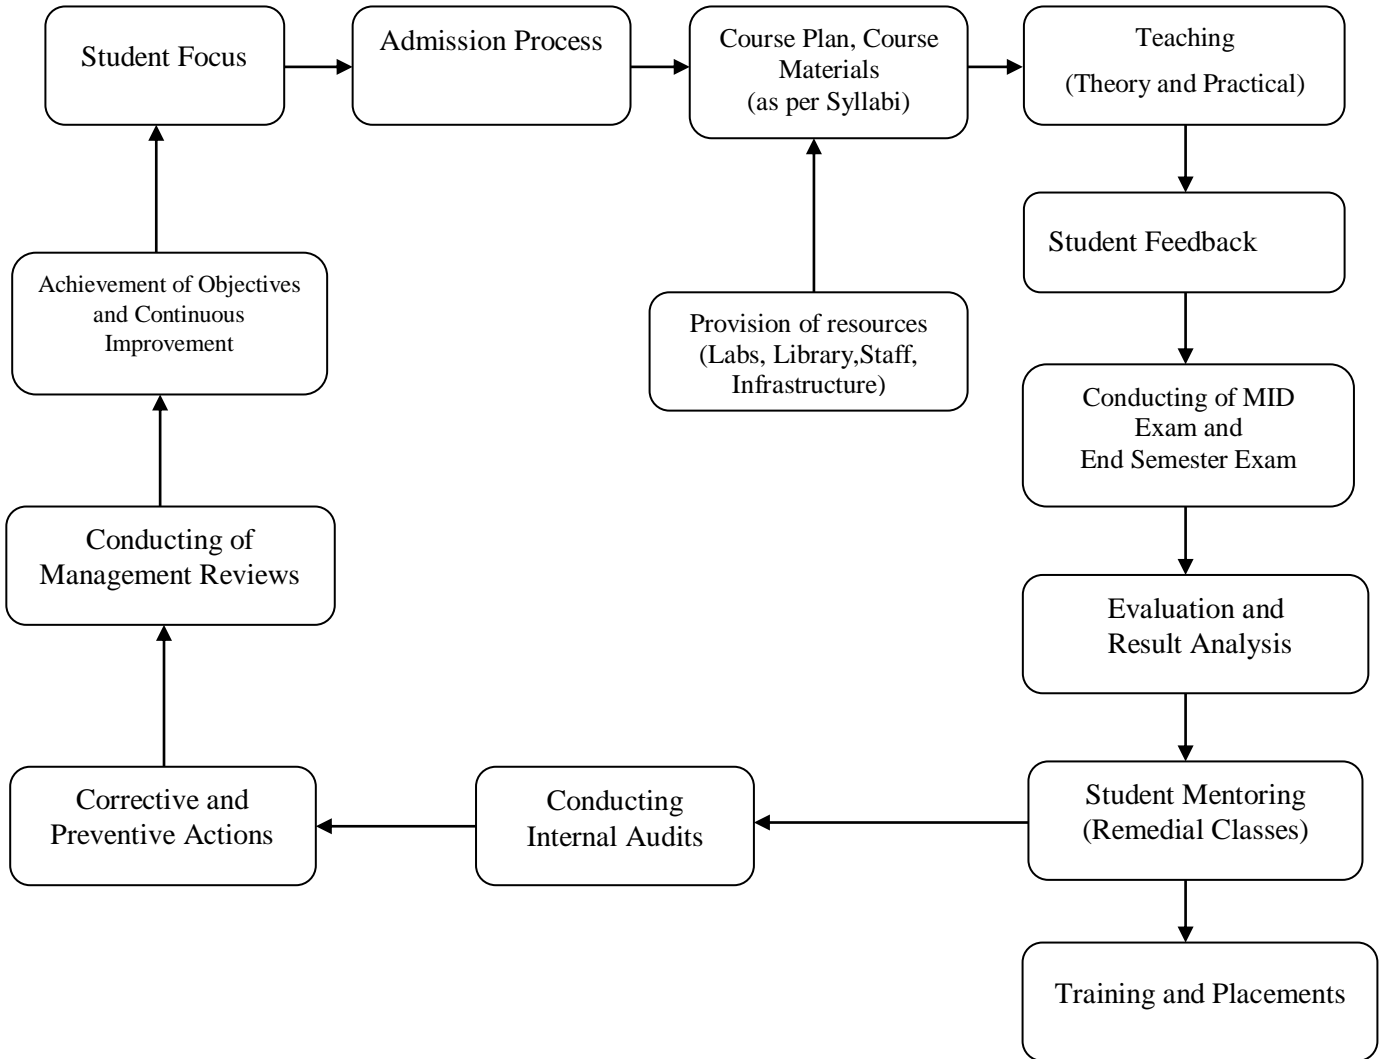 Student Focus
Admission Process
Course Plan, Course
Materials
(as per Syllabi)
Teaching
(Theory and Practical)
Student Feedback
Achievement of Objectives
and Continuous
Improvement
Provision of resources
(Labs, Library,Staff,
Infrastructure)
Conducting of MID
Exam and
End Semester Exam
Conducting of
Management Reviews
Evaluation and
Result Analysis
Corrective and
Preventive Actions
Conducting
Internal Audits
Student Mentoring
(Remedial Classes)
Training and Placements